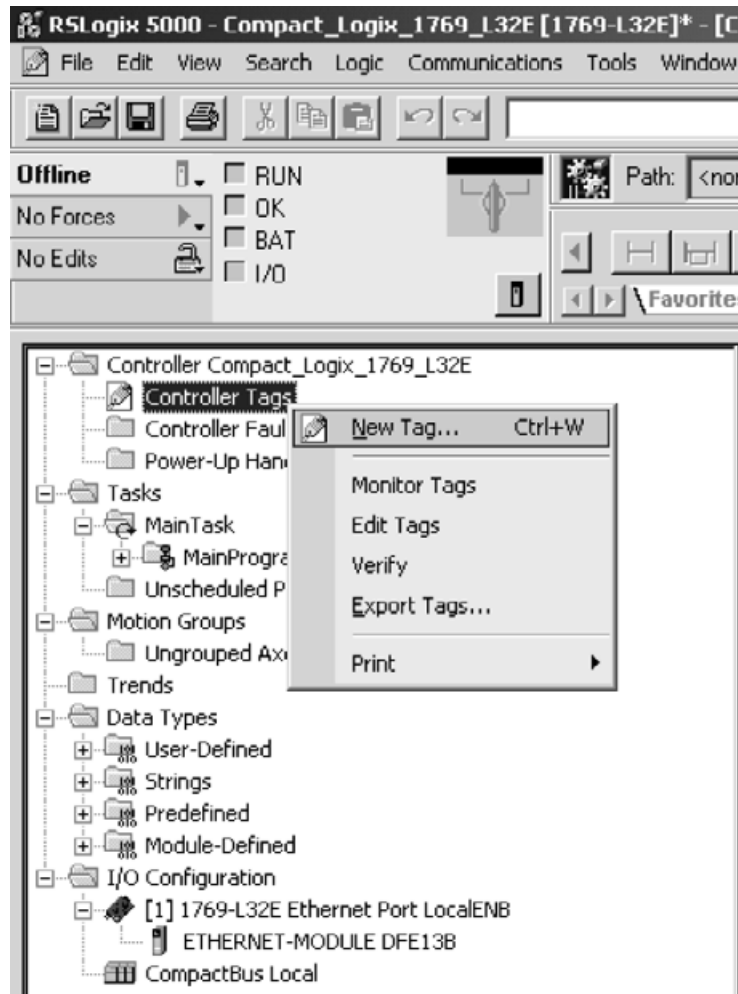 RSLogix 5000 - Compact_Logix_1769_L32E [1769-L32E]* - [C
File Edit View Search Logic Communications Tools Window
Offline RUN Path: <no
No Forces OK
No Edits BAT
I/O
Favorite
Controller Compact_Logix_1769_L32E
Controller Tags
Controller Faul New Tag... Ctrl+W
Power-Up Han
Tasks Monitor Tags
MainTask Edit Tags
MainProgra Verify
Unscheduled P Export Tags...
Motion Groups
Ungrouped Ax Print
Trends
Data Types
User-Defined
Strings
Predefined
Module-Defined
I/O Configuration
[1] 1769-L32E Ethernet Port LocalENB
ETHERNET-MODULE DFE13B
CompactBus Local